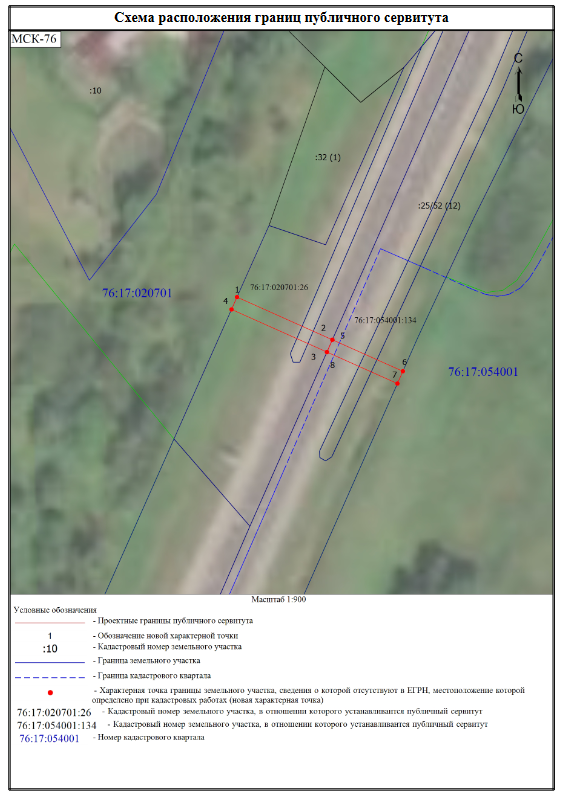 Схема расположения границ публичного сервитута
МСК-76
С
Ю
:10
:32 (1)
:25/52 (12)
76:17:020701
1
76:17:020701:26
4
2
5
76:17:054001:134
3
8
6
7
76:17:054001
Масштаб 1:900
Условные обозначения
- Проектные границы публичного сервитута
1 - Обозначение новой характерной точки
:10 - Кадастровый номер земельного участка
- Граница земельного участка
- Граница кадастрового квартала
- Характерная точка границы земельного участка, сведения о которой отсутствуют в ЕГРН, местоположение которой
определено при кадастровых работах (новая характерная точка)
76:17:020701:26 - Кадастровый номер земельного участка, в отношении которого устанавливантся публичный сервитут
76:17:054001:134 - Кадастровый номер земельного участка, в отношении которого устанавливантся публичный сервитут
76:17:054001 - Номер кадастрового квартала